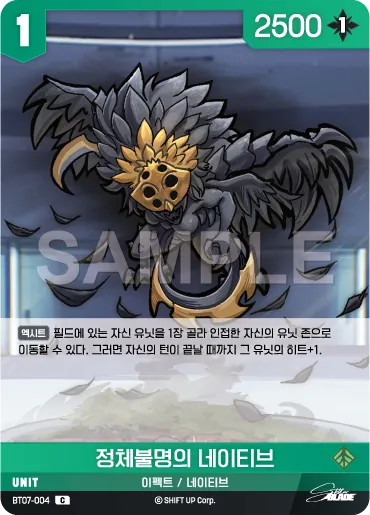 1
2500 1
SAMPLE
엑시트 필드에 있는 자신 유닛을 1장 골라 인접한 자신의 유닛 존으로
이동할 수 있다. 그러면 자신의 턴이 끝날 때까지 그 유닛의 히트+1.
정체불명의 네이티브
UNIT
이펙트 / 네이티브
BT07-004 C
© SHIFT UP Corp.
Stellar BLADE